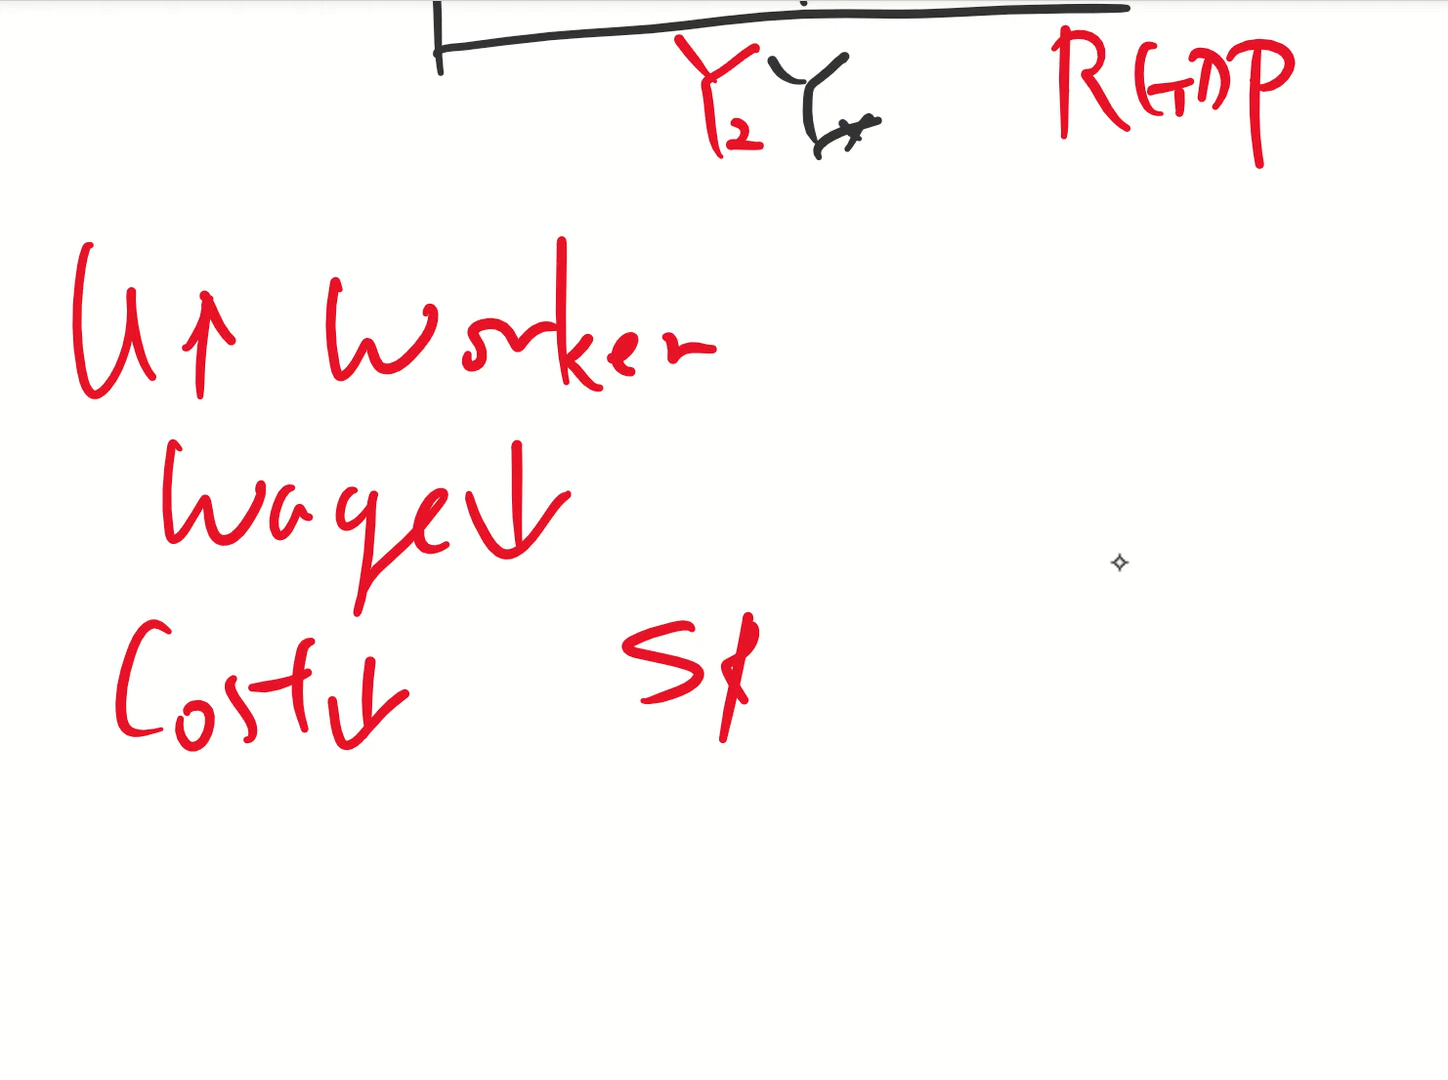 Y2 Y* RGDP
U↑ Worker
Wage↓
Cost↓ S